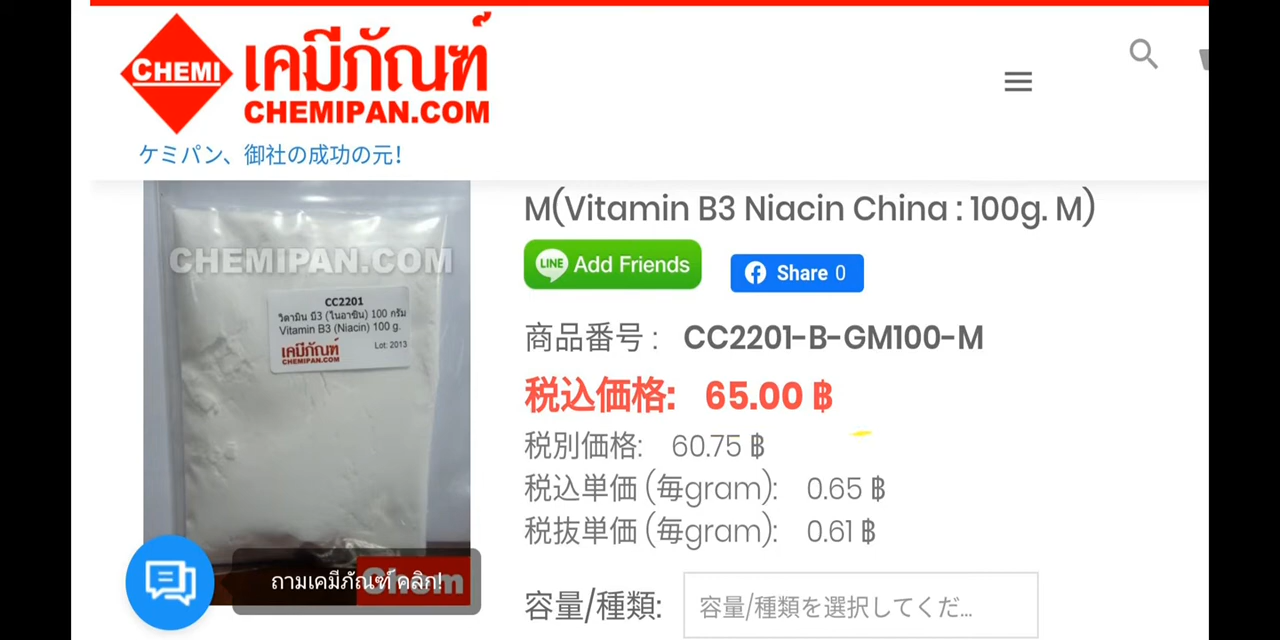 CHEMI
เคมีภัณฑ์
CHEMIPAN.COM
ケミパン、御社の成功の元!
CHEMIPAN.COM
CC2201
วิตามิน บี3 (ไนอาซิน) 100 กรัม
Vitamin B3 (Niacin) 100 g.
เคมีภัณฑ์
CHEMIPAN.COM
Lot: 2013
ถามเคมีภัณฑ์ คลิก!
Chem
M(Vitamin B3 Niacin China : 100g. M)
LINE Add Friends
Share 0
商品番号 : CC2201-B-GM100-M
税込価格: 65.00 ฿
税別価格: 60.75 ฿
税込単価 (毎gram): 0.65 ฿
税抜単価 (毎gram): 0.61 ฿
容量/種類: 容量/種類を選択してくだ...